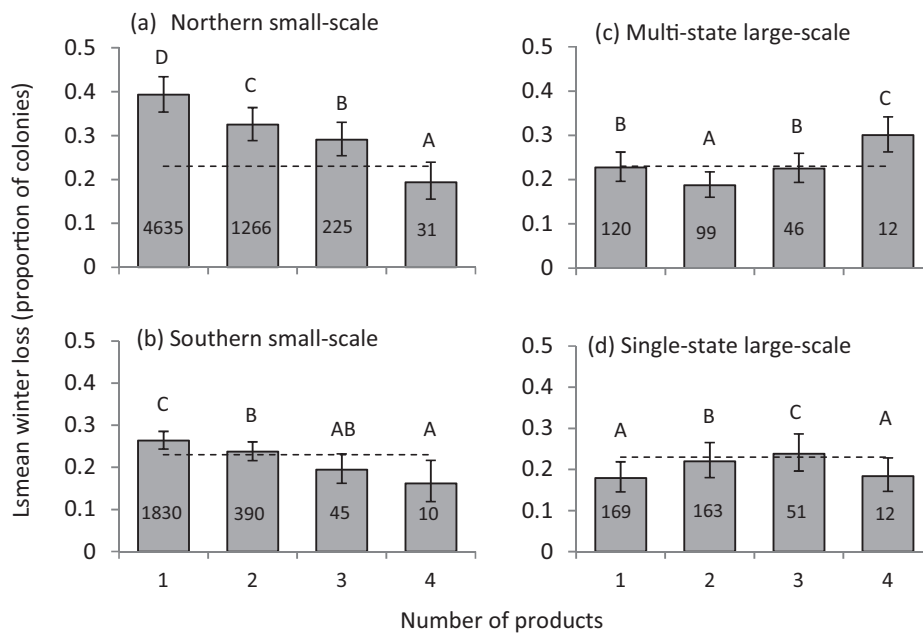 (a) Northern small-scale
0.5
0.4
0.3
0.2
0.1
0
D
C
B
A
4635
1266
225
31
(c) Multi-state large-scale
0.5
0.4
0.3
0.2
0.1
0
B
A
B
C
120
99
46
12
(b) Southern small-scale
0.5
0.4
0.3
0.2
0.1
0
C
B
AB
A
1830
390
45
10
1 2 3 4
(d) Single-state large-scale
0.5
0.4
0.3
0.2
0.1
0
A
B
C
A
169
163
51
12
1 2 3 4
Lsmean winter loss (proportion of colonies)
Number of products